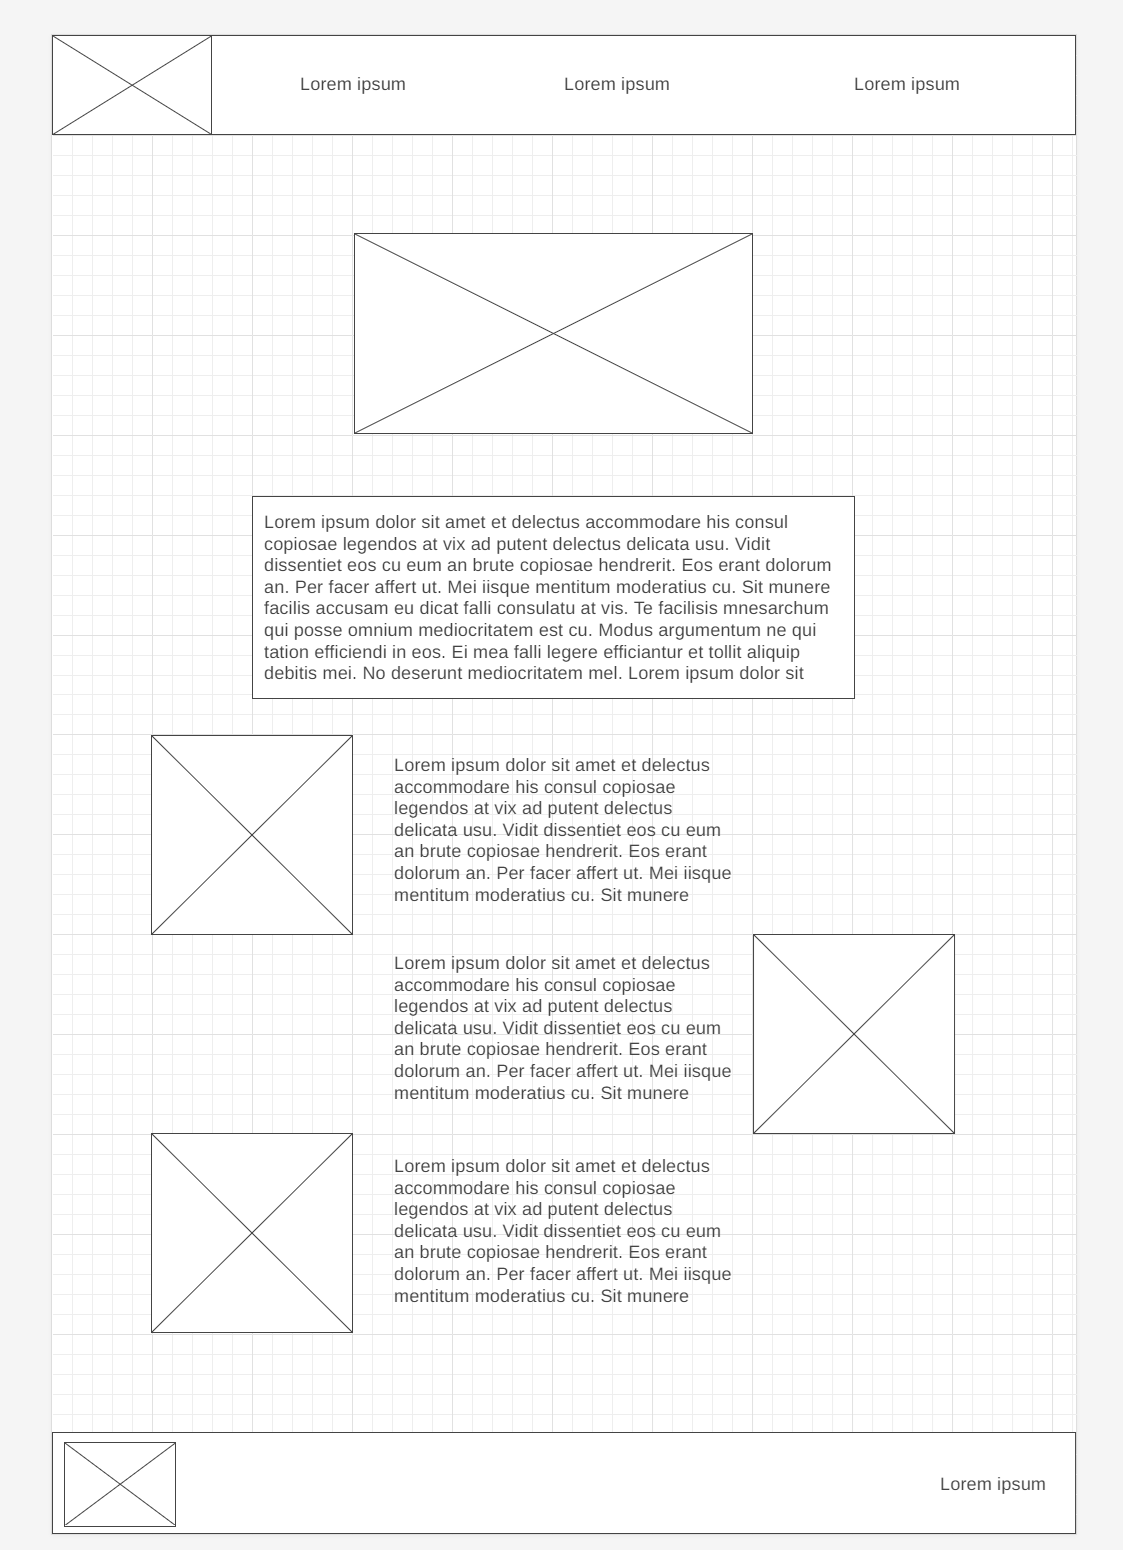 Lorem ipsum
Lorem ipsum
Lorem ipsum
Lorem ipsum dolor sit amet et delectus accommodare his consul
copiosae legendos at vix ad putent delectus delicata usu. Vidit
dissentiet eos cu eum an brute copiosae hendrerit. Eos erant dolorum
an. Per facer affert ut. Mei iisque mentitum moderatius cu. Sit munere
facilis accusam eu dicat falli consulatu at vis. Te facilisis mnesarchum
qui posse omnium mediocritatem est cu. Modus argumentum ne qui
tation efficiendi in eos. Ei mea falli legere efficiantur et tollit aliquip
debitis mei. No deserunt mediocritatem mel. Lorem ipsum dolor sit
Lorem ipsum dolor sit amet et delectus
accommodare his consul copiosae
legendos at vix ad putent delectus
delicata usu. Vidit dissentiet eos cu eum
an brute copiosae hendrerit. Eos erant
dolorum an. Per facer affert ut. Mei iisque
mentitum moderatius cu. Sit munere
Lorem ipsum dolor sit amet et delectus
accommodare his consul copiosae
legendos at vix ad putent delectus
delicata usu. Vidit dissentiet eos cu eum
an brute copiosae hendrerit. Eos erant
dolorum an. Per facer affert ut. Mei iisque
mentitum moderatius cu. Sit munere
Lorem ipsum dolor sit amet et delectus
accommodare his consul copiosae
legendos at vix ad putent delectus
delicata usu. Vidit dissentiet eos cu eum
an brute copiosae hendrerit. Eos erant
dolorum an. Per facer affert ut. Mei iisque
mentitum moderatius cu. Sit munere
Lorem ipsum